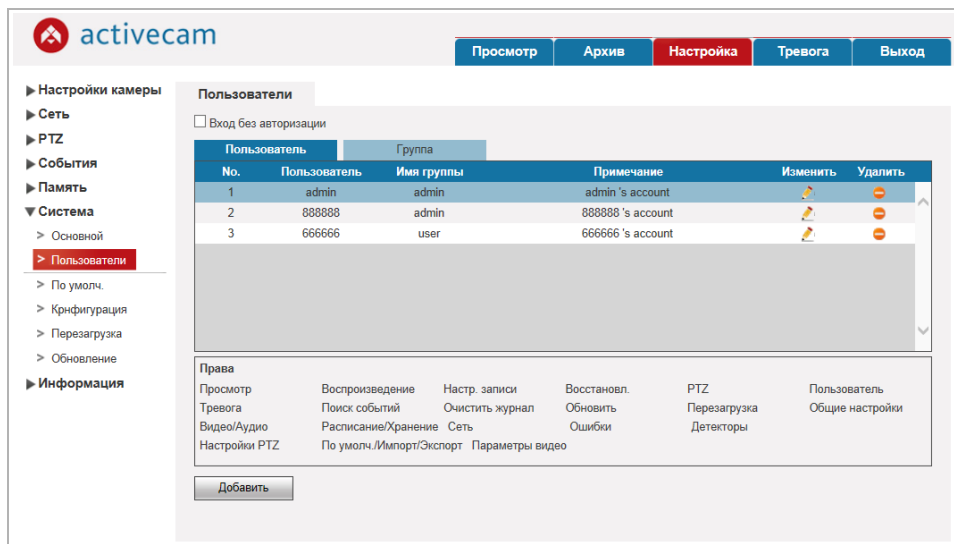 activecam
Просмотр Архив Настройка Тревога Выход
Настройки камеры
Сеть
PTZ
События
Память
Система
> Основной
> Пользователи
> По умолч.
> Крнфигурация
> Перезагрузка
> Обновление
Информация
Пользователи
Вход без авторизации
Пользователь Группа
No. Пользователь Имя группы Примечание Изменить Удалить
1 admin admin admin 's account
2 888888 admin 888888 's account
3 666666 user 666666 's account
Права
Просмотр Воспроизведение Настр. записи Восстановл. PTZ Пользователь
Тревога Поиск событий Очистить журнал Обновить Перезагрузка Общие настройки
Видео/Аудио Расписание/Хранение Сеть Ошибки Детекторы
Настройки PTZ По умолч./Импорт/Экспорт Параметры видео
Добавить